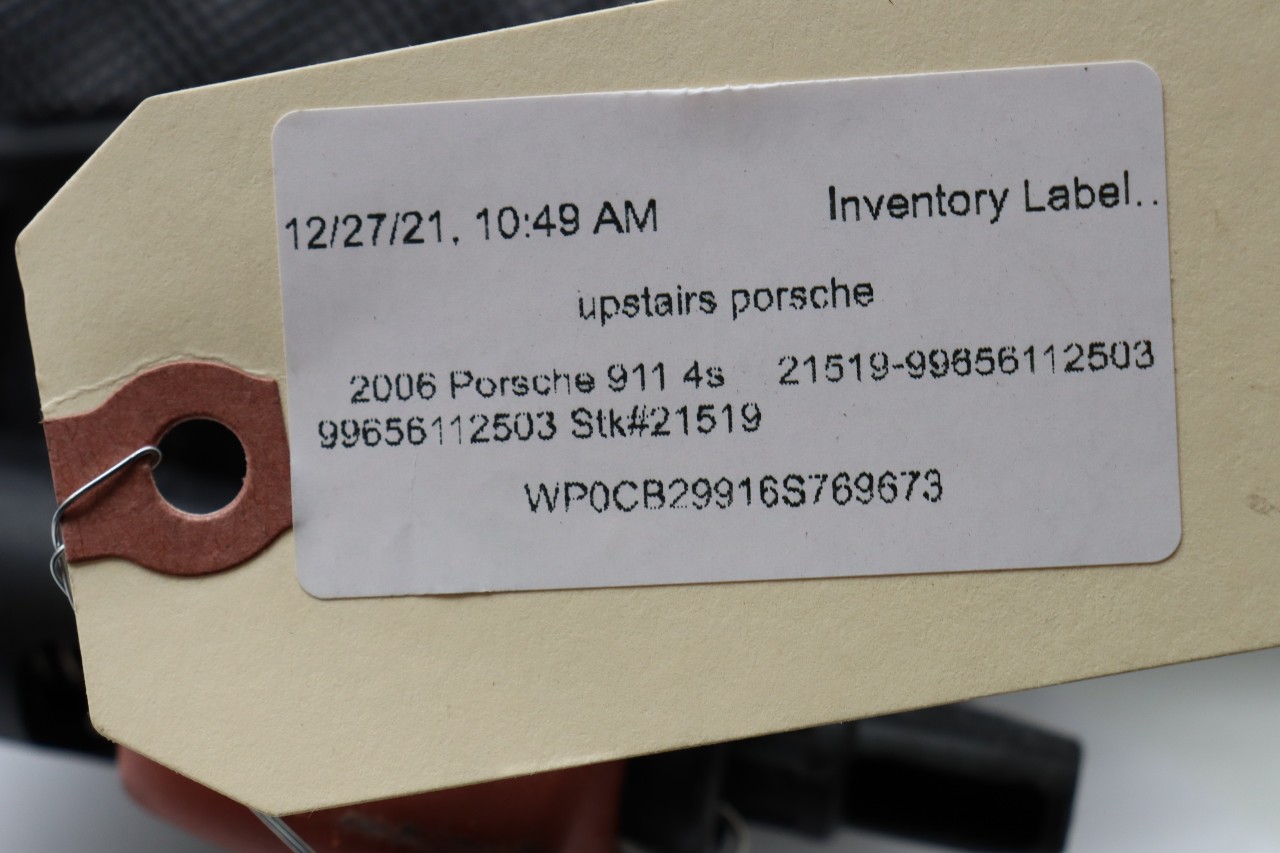 12/27/21, 10:49 AM Inventory Label..
upstairs porsche
2006 Porsche 911 4s 21519-99656112503
99656112503 Stk#21519
WP0CB29916S769673